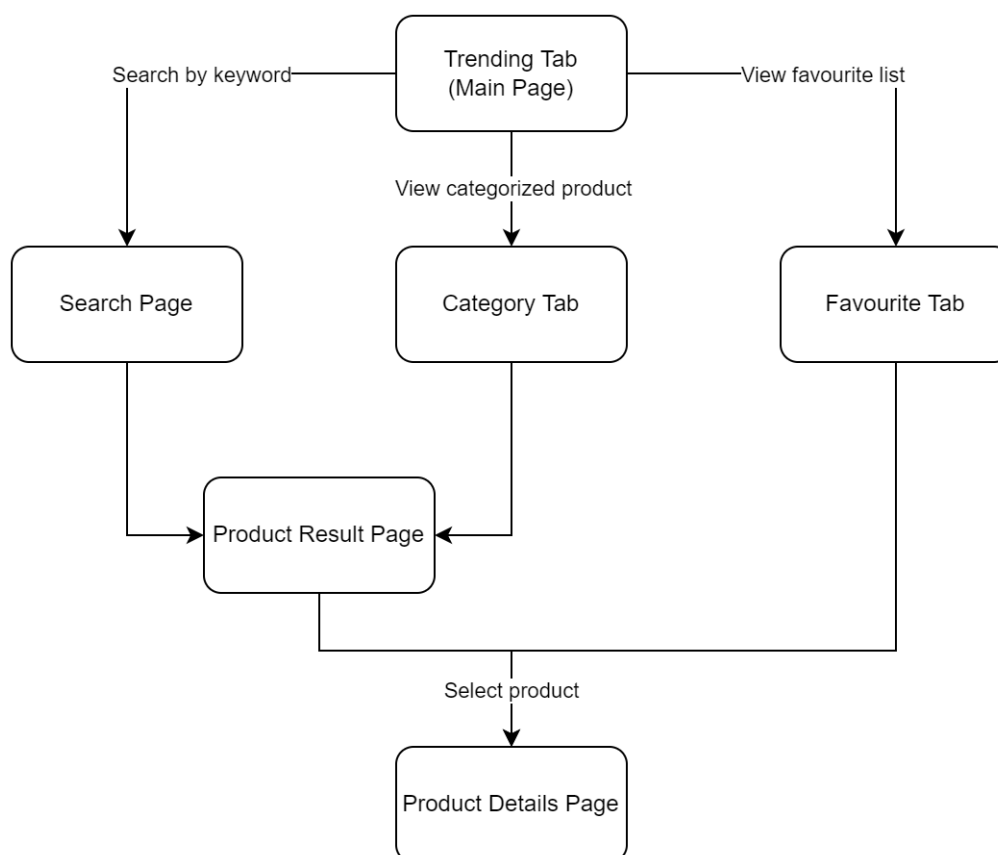 Trending Tab
(Main Page)
Search by keyword
View favourite list
View categorized product
Search Page
Category Tab
Favourite Tab
Product Result Page
Select product
Product Details Page